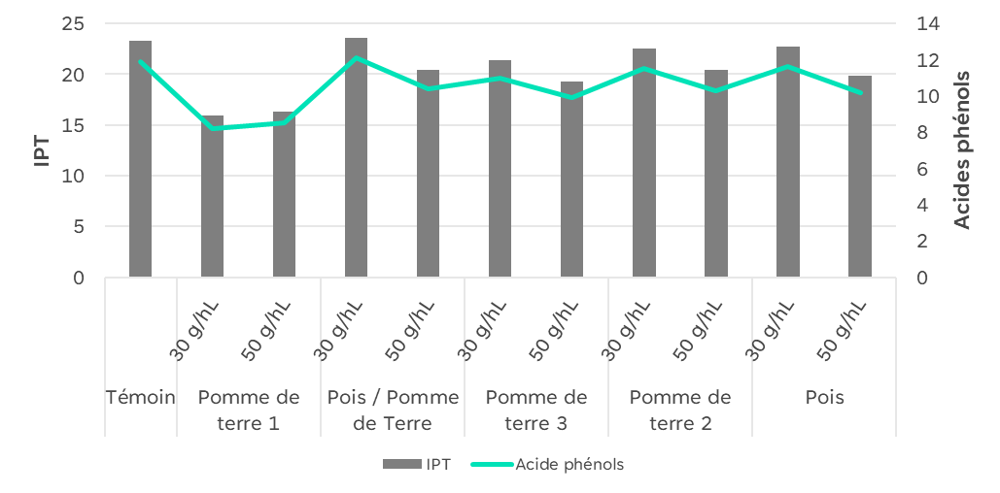 25
20
15
10
5
0
IPT
14
12
10
8
6
4
2
0
Acides phénols
30 g/hL
50 g/hL
30 g/hL
50 g/hL
30 g/hL
50 g/hL
30 g/hL
50 g/hL
30 g/hL
50 g/hL
Témoin
Pomme de
terre 1
Pois / Pomme
de Terre
Pomme de
terre 3
Pomme de
terre 2
Pois
IPT
Acide phénols